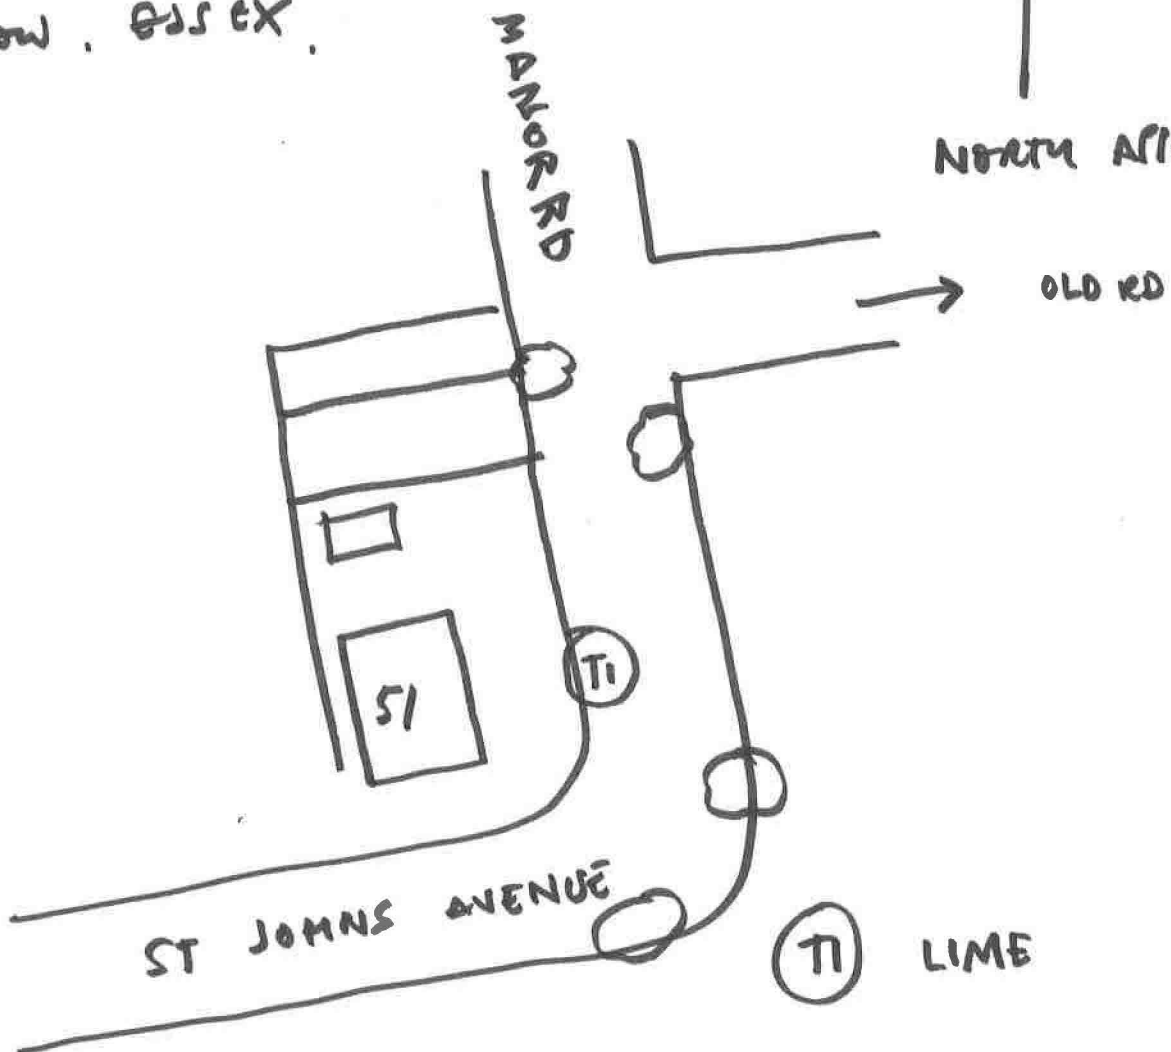 ESSEX.
MANOR RD
NORTH
OLD RD
51
T1
ST JOHNS AVENUE
T1 LIME